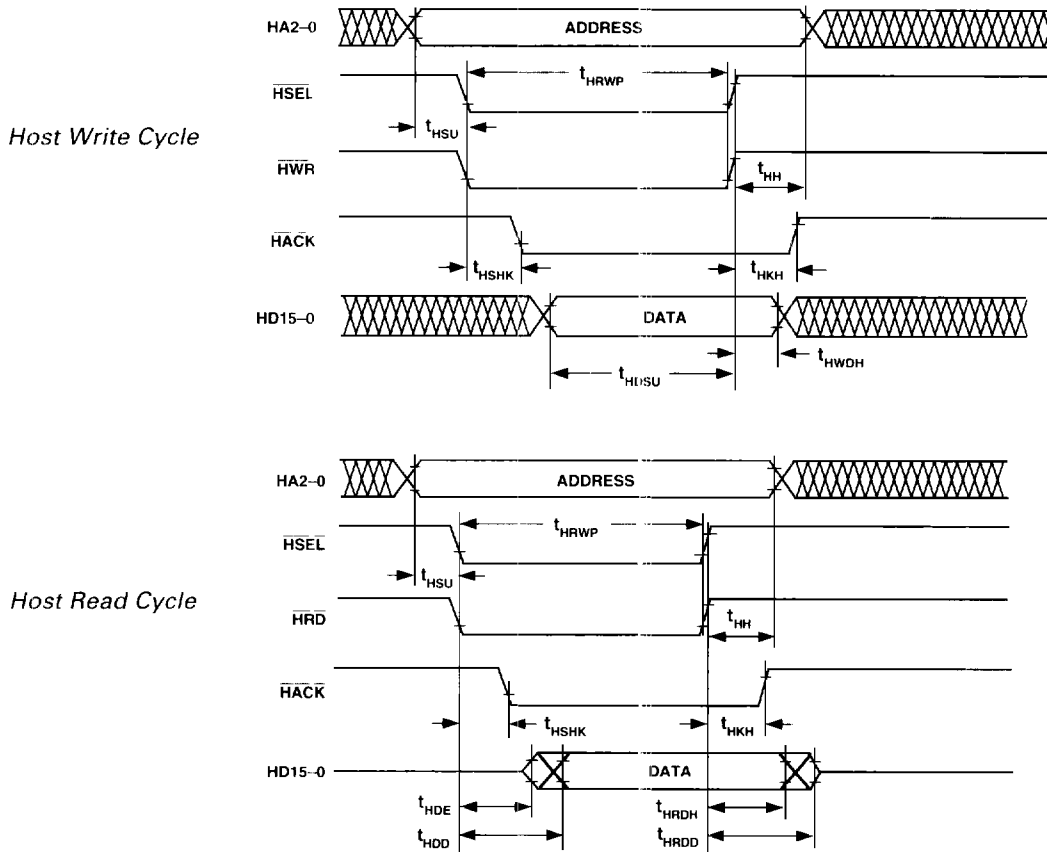 HA2–0
ADDRESS
HSEL
tHRWP
tHSU
Host Write Cycle
HWR
tHH
HACK
tHSHK
tHKH
HD15–0
DATA
tHWDH
tHDSU
HA2–0
ADDRESS
HSEL
tHRWP
tHSU
Host Read Cycle
HRD
tHH
HACK
tHSHK
tHKH
HD15–0
DATA
tHDE
tHRDH
tHDD
tHRDD